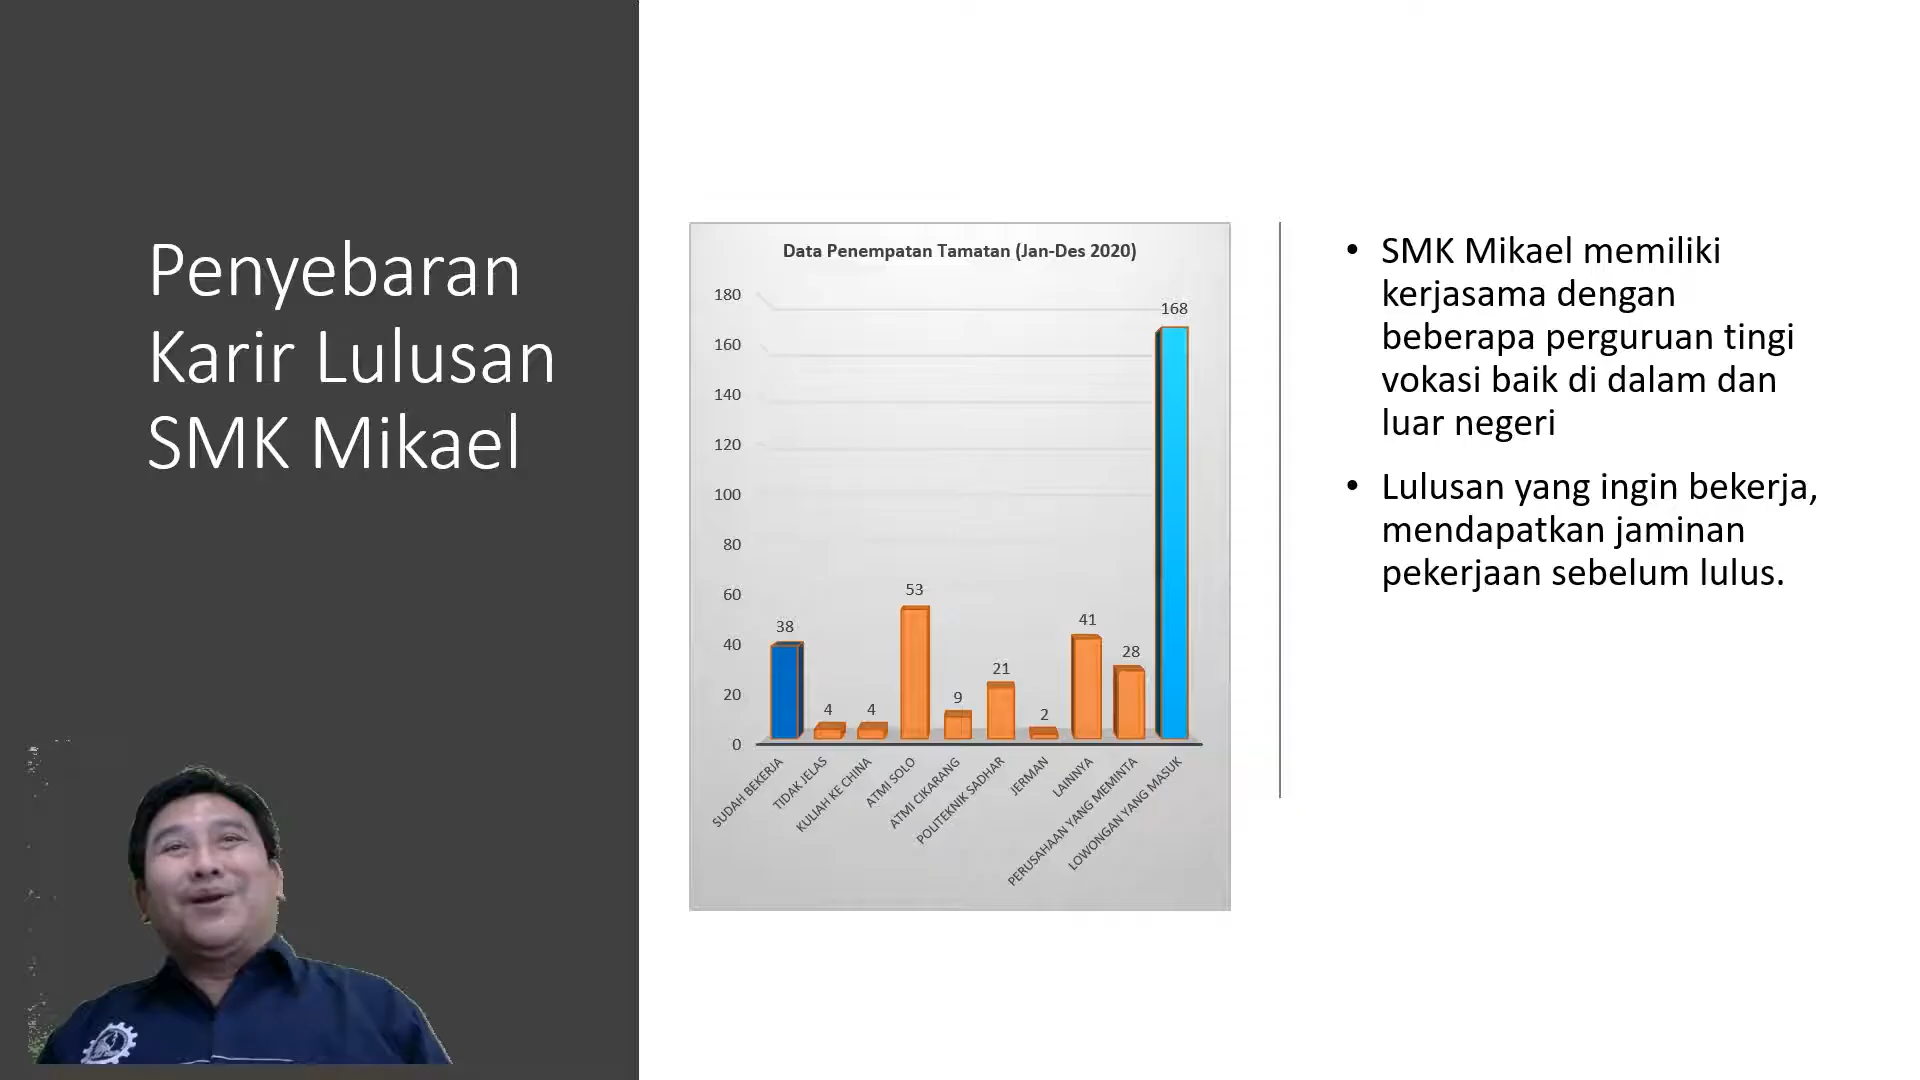 Penyebaran
Karir Lulusan
SMK Mikael
Data Penempatan Tamatan (Jan-Des 2020)
180
160
140
120
100
80
60
40
20
0
38
4
4
53
9
21
2
41
28
168
SUDAH BEKERJA
TIDAK JELAS
KULIAH KE CHINA
ATMI SOLO
ATMI CIKARANG
POLITEKNIK SADHAR
JERMAN
LAINNYA
PERUSAHAAN YANG MEMINTA
LOWONGAN YANG MASUK
• SMK Mikael memiliki
kerjasama dengan
beberapa perguruan tingi
vokasi baik di dalam dan
luar negeri
• Lulusan yang ingin bekerja,
mendapatkan jaminan
pekerjaan sebelum lulus.